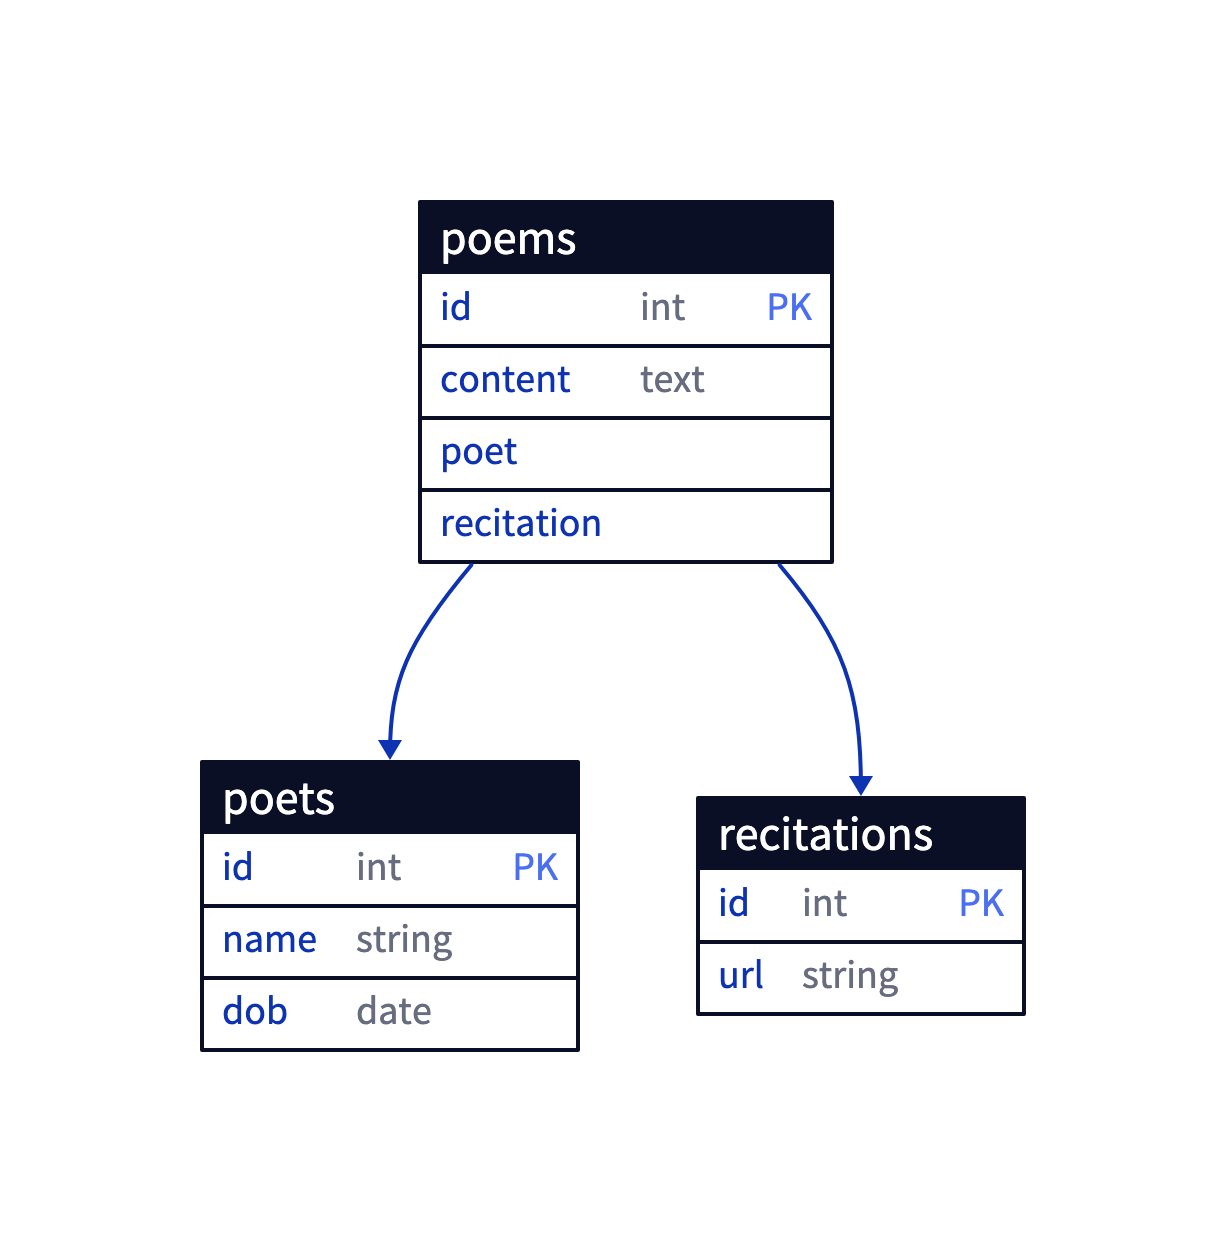 poems
id int PK
content text
poet
recitation
poets
id int PK
name string
dob date
recitations
id int PK
url string